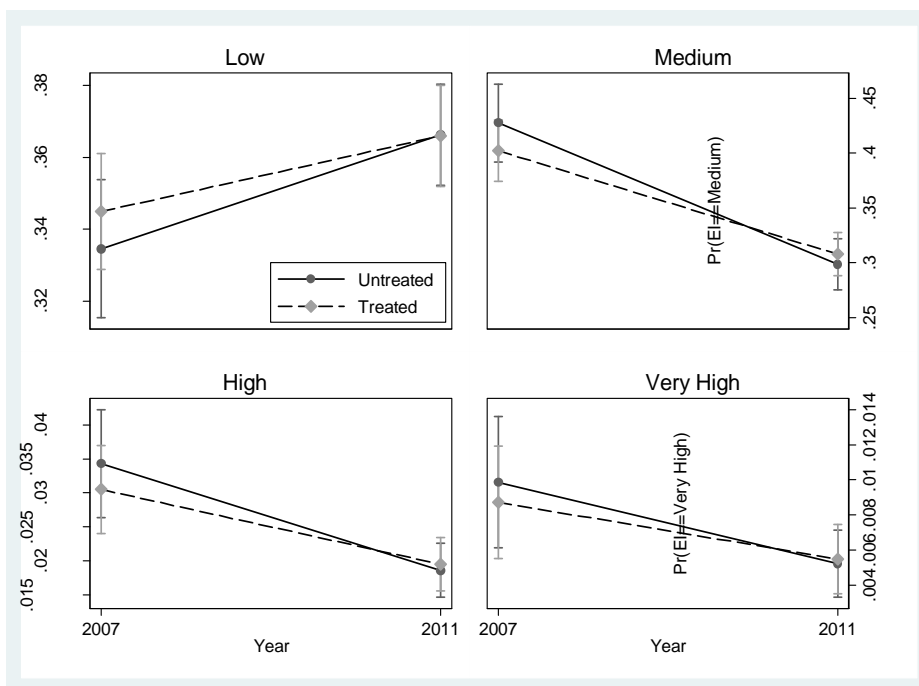 Low
Medium
.38
.36
.34
.32
.45
.4
.35
.3
.25
Pr(EI==Medium)
Untreated
Treated
High
Very High
.04
.035
.03
.025
.02
.015
.014
.012
.01
.008
.006
.004
Pr(EI==Very High)
2007
2011
2007
2011
Year
Year